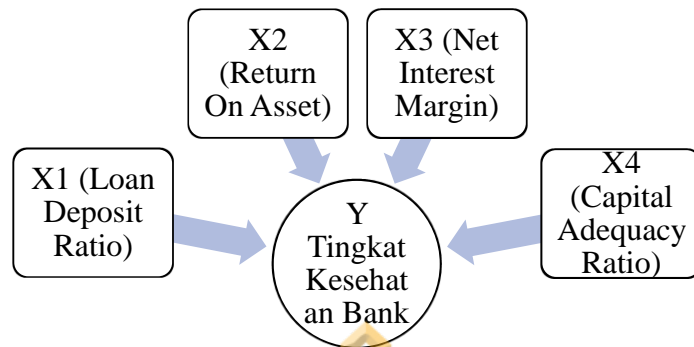 X1 (Loan
Deposit
Ratio)
X2
(Return
On Asset)
X3 (Net
Interest
Margin)
X4
(Capital
Adequacy
Ratio)
Y
Tingkat
Kesehat
an Bank